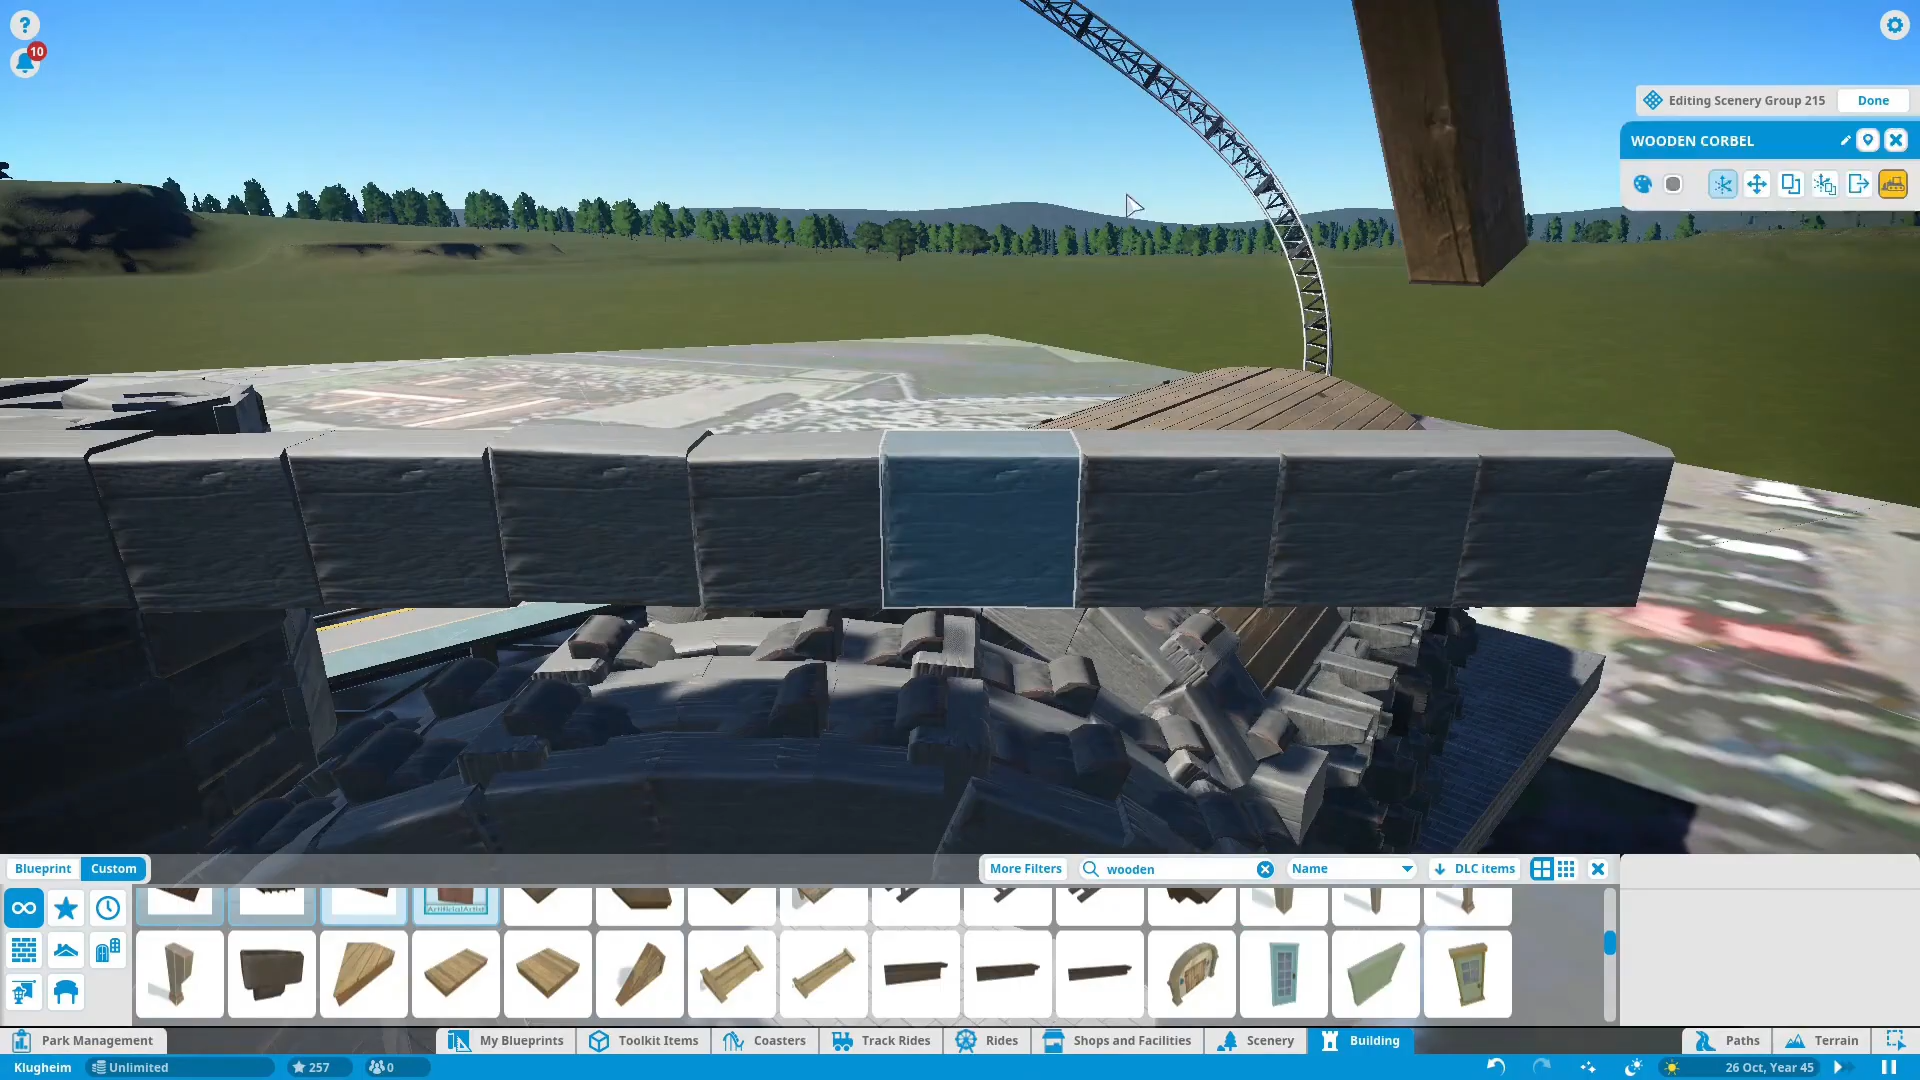 ?
10
Editing Scenery Group 215
Done
WOODEN CORBEL
Blueprint
Custom
More Filters
wooden
Name
DLC items
ArtificialArtist
Park Management
My Blueprints
Toolkit Items
Coasters
Track Rides
Rides
Shops and Facilities
Scenery
Building
Paths
Terrain
Klugheim
Unlimited
257
0
26 Oct, Year 45